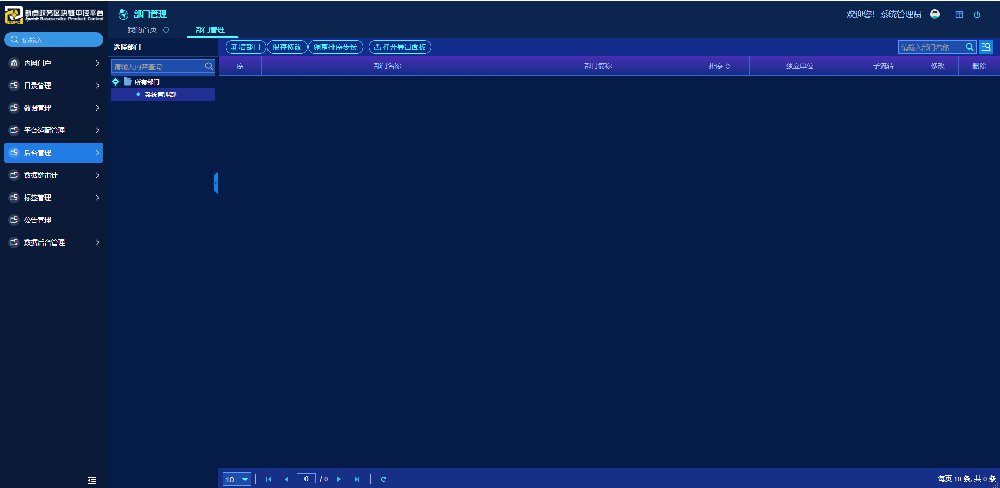 新点政务区块链中控平台
Epoint Baseservice Product Control
EBPC
部门管理
欢迎您！系统管理员
我的首页
部门管理
请输入
内网门户
目录管理
数据管理
平台适配管理
后台管理
数据链审计
标签管理
公告管理
数据后台管理
选择部门
请输入内容查询
所有部门
系统管理部
新增部门 保存修改 调整排序步长 打开导出面板
请输入部门名称
序 部门名称 部门简称 排序 独立单位 子流转 修改 删除
10 0 / 0
每页 10 条, 共 0 条